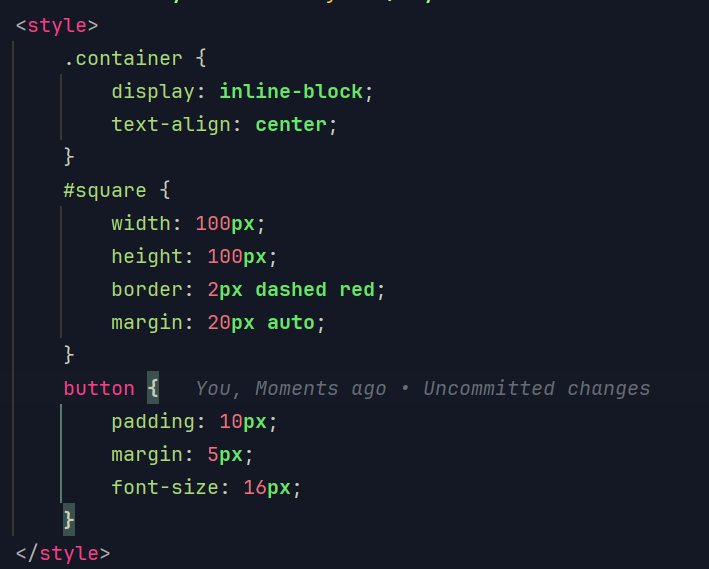 <style>
.container {
display: inline-block;
text-align: center;
}
#square {
width: 100px;
height: 100px;
border: 2px dashed red;
margin: 20px auto;
}
button { You, Moments ago • Uncommitted changes
padding: 10px;
margin: 5px;
font-size: 16px;
}
</style>